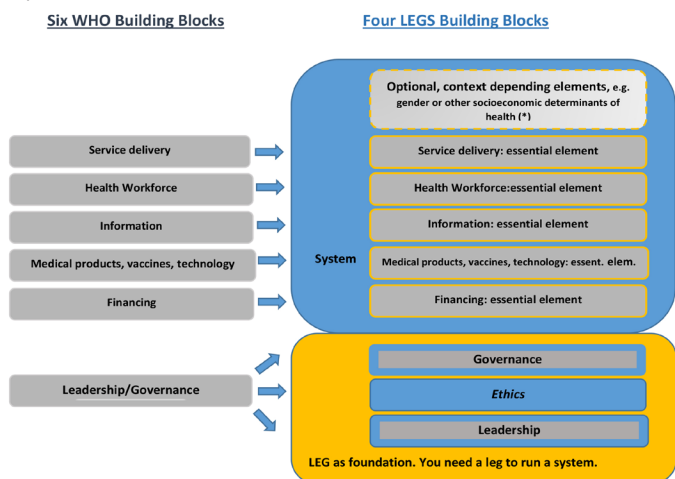 Six WHO Building Blocks
Four LEGS Building Blocks
Optional, context depending elements, e.g.
gender or other socioeconomic determinants of
health (*)
Service delivery
Service delivery: essential element
Health Workforce
Health Workforce:essential element
Information
Information: essential element
Medical products, vaccines, technology
System
Medical products, vaccines, technology: essent. elem.
Financing
Financing: essential element
Governance
Leadership/Governance
Ethics
Leadership
LEG as foundation. You need a leg to run a system.